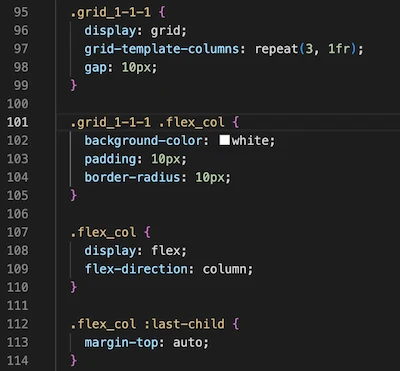 95 .grid_1-1-1 {
96 display: grid;
97 grid-template-columns: repeat(3, 1fr);
98 gap: 10px;
99 }
100
101 .grid_1-1-1 .flex_col {
102 background-color: white;
103 padding: 10px;
104 border-radius: 10px;
105 }
106
107 .flex_col {
108 display: flex;
109 flex-direction: column;
110 }
111
112 .flex_col :last-child {
113 margin-top: auto;
114 }